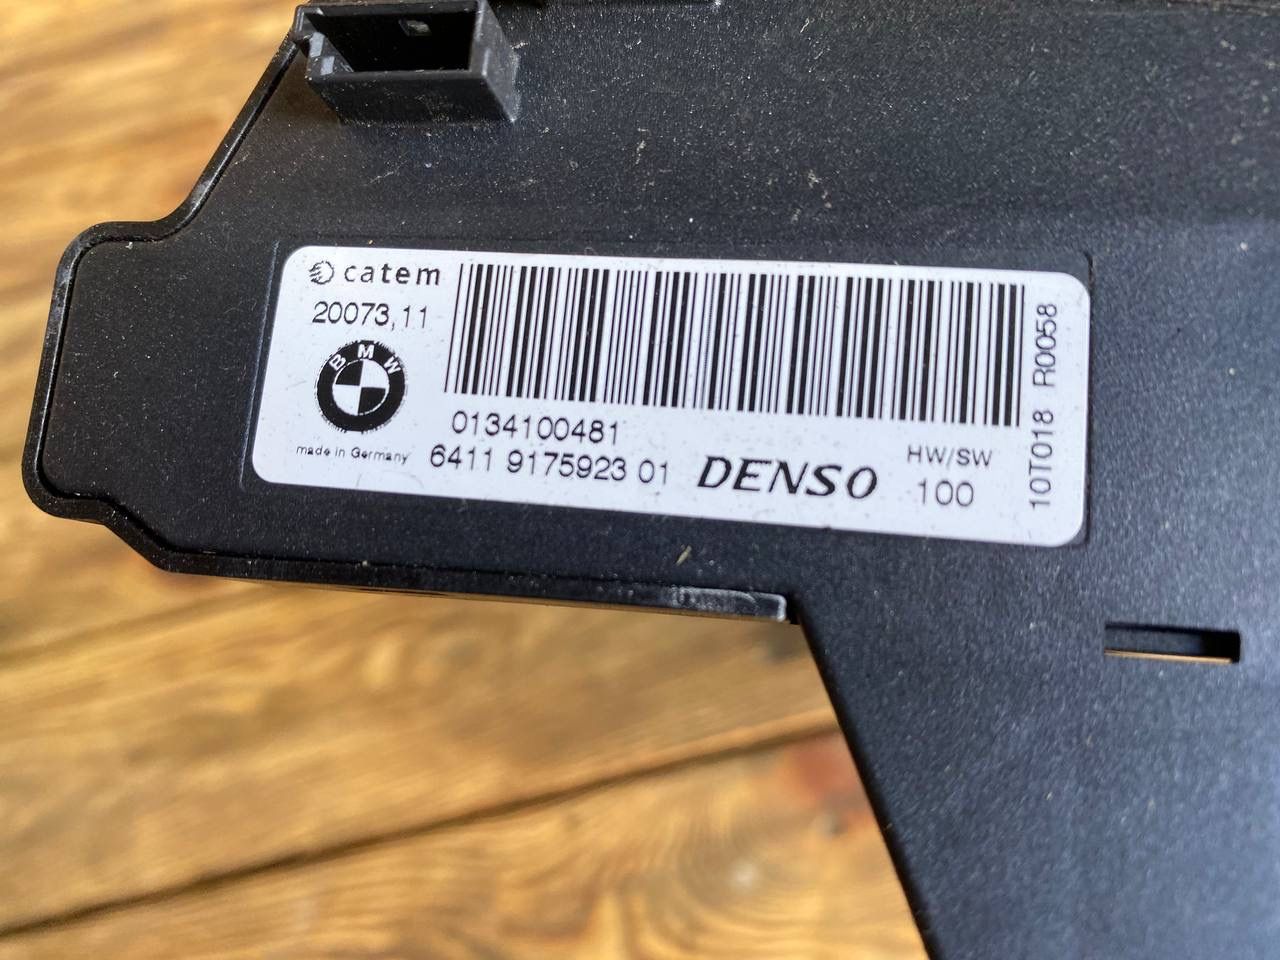 catem
20073,11
BMW
made in Germany
0134100481
6411 9175923 01
DENSO
HW/SW
100
10T018 R0058